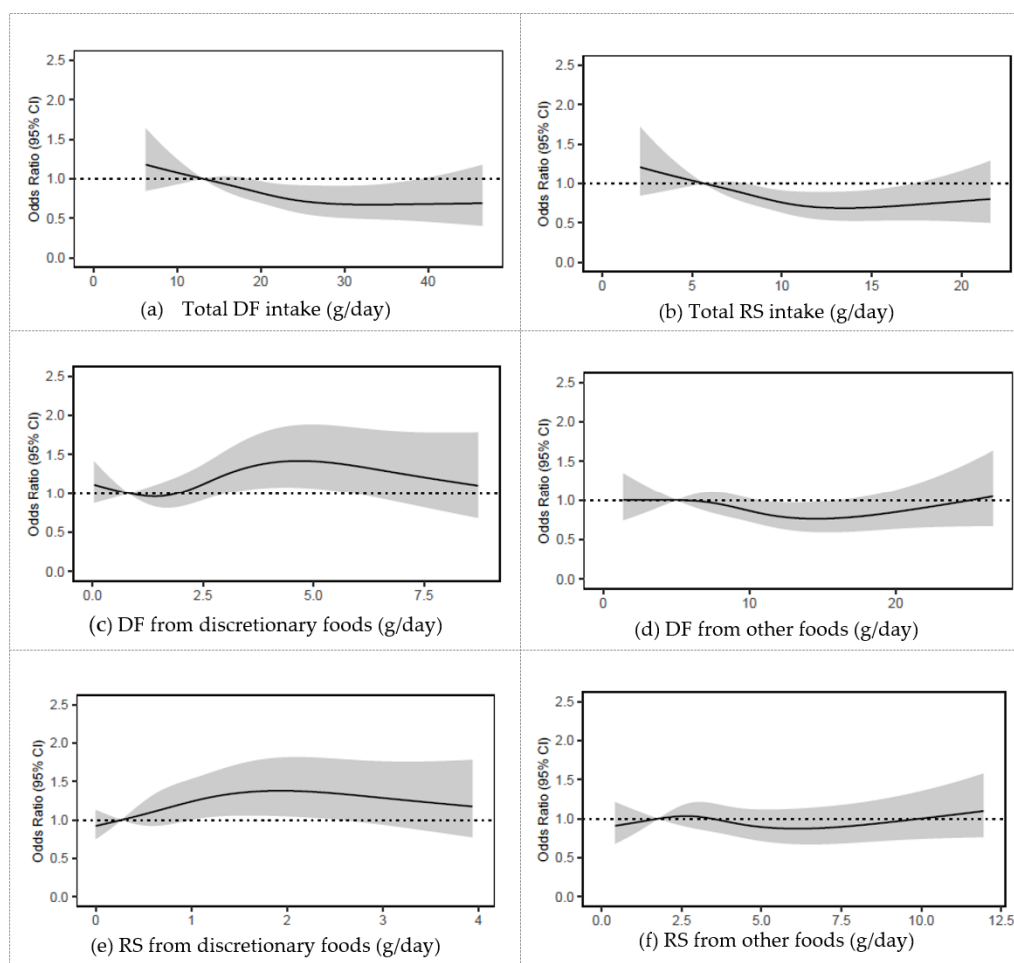 Odds Ratio (95% CI)
2.5
2.0
1.5
1.0
0.5
0.0
0 10 20 30 40
(a) Total DF intake (g/day)
Odds Ratio (95% CI)
2.5
2.0
1.5
1.0
0.5
0.0
0 5 10 15 20
(b) Total RS intake (g/day)
Odds Ratio (95% CI)
2.5
2.0
1.5
1.0
0.5
0.0
0.0 2.5 5.0 7.5
(c) DF from discretionary foods (g/day)
Odds Ratio (95% CI)
2.5
2.0
1.5
1.0
0.5
0.0
0 10 20
(d) DF from other foods (g/day)
Odds Ratio (95% CI)
2.5
2.0
1.5
1.0
0.5
0.0
0 1 2 3 4
(e) RS from discretionary foods (g/day)
Odds Ratio (95% CI)
2.5
2.0
1.5
1.0
0.5
0.0
0.0 2.5 5.0 7.5 10.0 12.5
(f) RS from other foods (g/day)